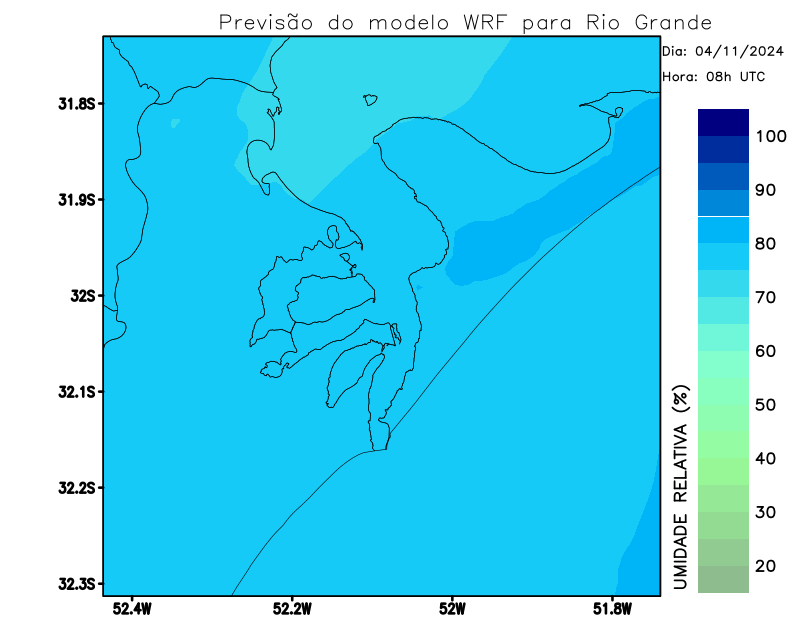 Previsão do modelo WRF para Rio Grande
Dia: 04/11/2024
Hora: 08h UTC
31.8S
31.9S
32S
32.1S
32.2S
32.3S
52.4W
52.2W
52W
51.8W
100
90
80
70
60
50
40
30
20
UMIDADE RELATIVA (%)